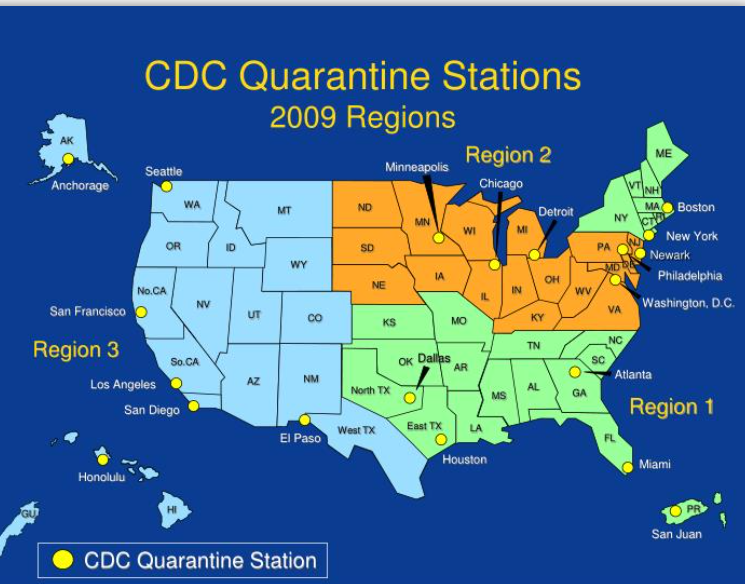 CDC Quarantine Stations
2009 Regions
Region 2
AK
Anchorage
Seattle
Minneapolis
Chicago
Detroit
ME
VT
NH
MA
CT
NY
Boston
New York
Newark
Philadelphia
Washington, D.C.
WA
MT
ND
MN
WI
MI
PA
NJ
MD
DE
OR
ID
SD
WY
IA
NE
IL
IN
OH
WV
VA
KY
No.CA
San Francisco
NV
UT
CO
KS
MO
Region 3
So.CA
Los Angeles
San Diego
AZ
NM
OK
Dallas
AR
TN
NC
SC
Atlanta
GA
AL
MS
North TX
East TX
LA
West TX
El Paso
Houston
FL
Miami
Region 1
Honolulu
HI
GU
PR
San Juan
CDC Quarantine Station